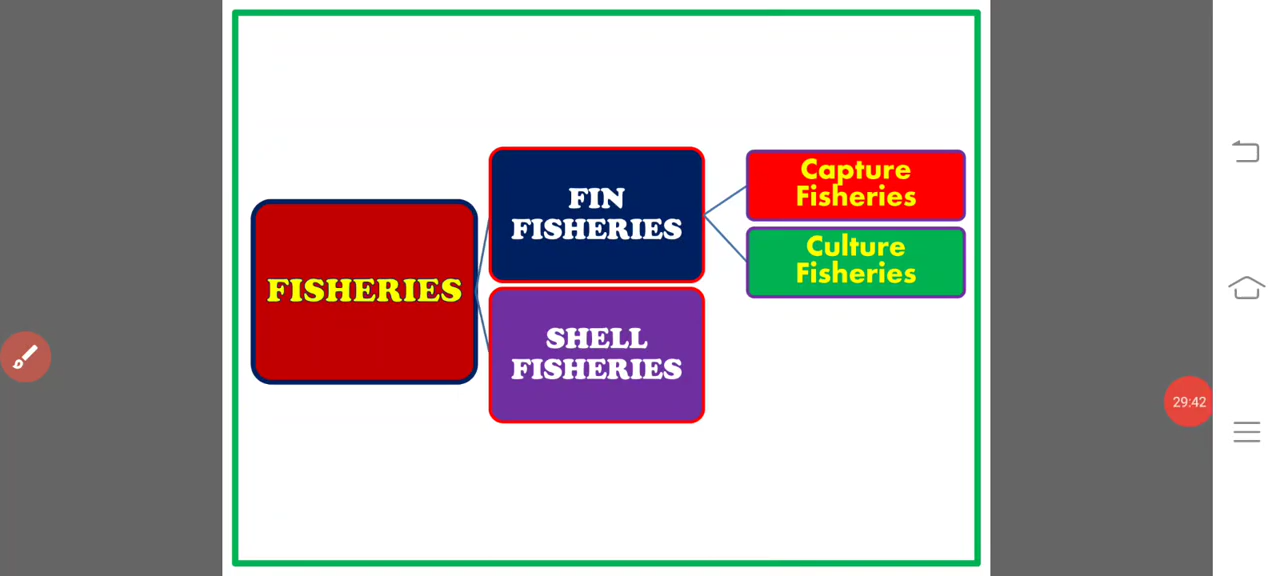 FISHERIES
FIN
FISHERIES
SHELL
FISHERIES
Capture
Fisheries
Culture
Fisheries
29:42